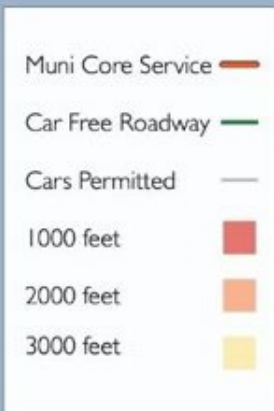 Muni Core Service
Car Free Roadway
Cars Permitted
1000 feet
2000 feet
3000 feet